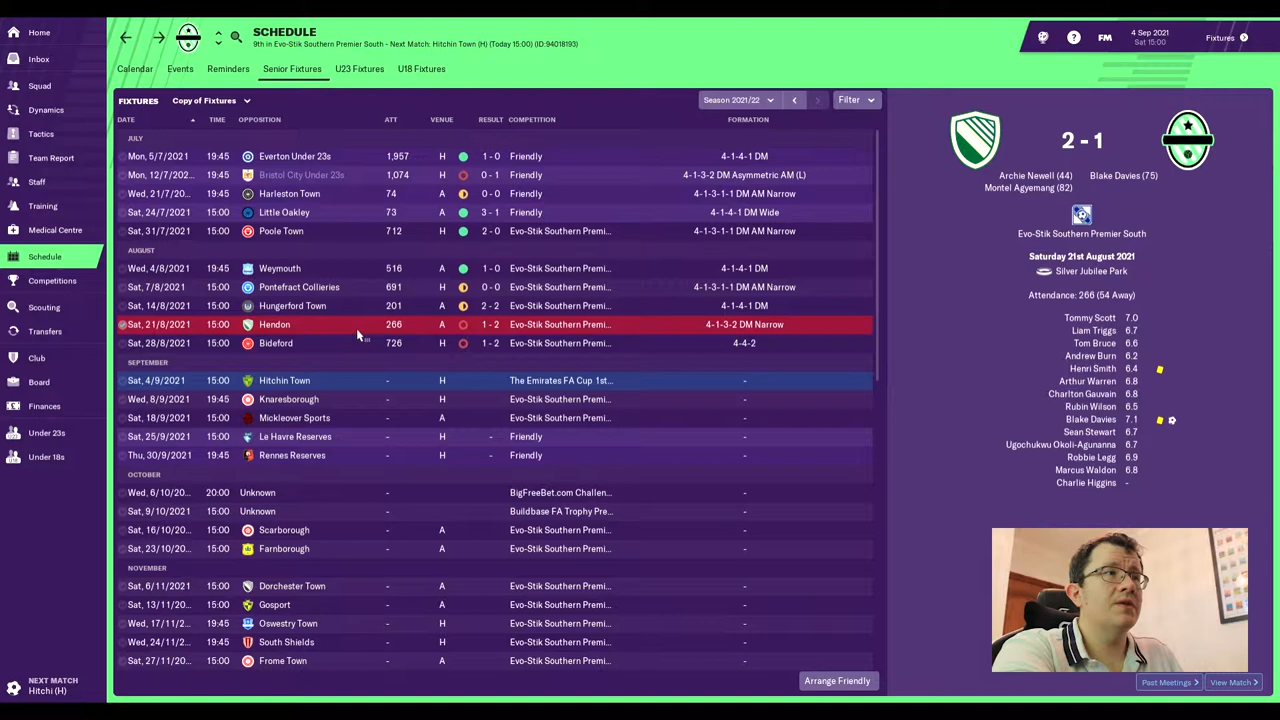 Home
Inbox
Squad
Dynamics
Tactics
Team Report
Staff
Training
Medical Centre
Schedule
Competitions
Scouting
Transfers
Club
Board
Finances
Under 23s
Under 18s
NEXT MATCH
Hitchi (H)
SCHEDULE
9th in Evo-Stik Southern Premier South - Next Match: Hitchin Town (H) (Today 15:00) (ID:94018193)
? FM 4 Sep 2021 Sat 15:00 Fixtures
Calendar Events Reminders Senior Fixtures U23 Fixtures U18 Fixtures
FIXTURES Copy of Fixtures Season 2021/22 Filter
DATE TIME OPPOSITION ATT VENUE RESULT COMPETITION FORMATION
JULY
Mon, 5/7/2021 19:45 Everton Under 23s 1,957 H 1 - 0 Friendly 4-1-4-1 DM
Mon, 12/7/202... 19:45 Bristol City Under 23s 1,074 H 0 - 1 Friendly 4-1-3-2 DM Asymmetric AM (L)
Wed, 21/7/20... 19:45 Harleston Town 74 A 0 - 0 Friendly 4-1-3-1-1 DM AM Narrow
Sat, 24/7/2021 15:00 Little Oakley 73 A 3 - 1 Friendly 4-1-4-1 DM Wide
Sat, 31/7/2021 15:00 Poole Town 712 H 2 - 0 Evo-Stik Southern Premi... 4-1-3-1-1 DM AM Narrow
AUGUST
Wed, 4/8/2021 19:45 Weymouth 516 A 1 - 0 Evo-Stik Southern Premi... 4-1-4-1 DM
Sat, 7/8/2021 15:00 Pontefract Collieries 691 H 0 - 0 Evo-Stik Southern Premi... 4-1-3-1-1 DM AM Narrow
Sat, 14/8/2021 15:00 Hungerford Town 201 A 2 - 2 Evo-Stik Southern Premi... 4-1-4-1 DM
Sat, 21/8/2021 15:00 Hendon 266 A 1 - 2 Evo-Stik Southern Premi... 4-1-3-2 DM Narrow
Sat, 28/8/2021 15:00 Bideford 726 H 1 - 2 Evo-Stik Southern Premi... 4-4-2
SEPTEMBER
Sat, 4/9/2021 15:00 Hitchin Town - H The Emirates FA Cup 1st... -
Wed, 8/9/2021 19:45 Knaresborough - H Evo-Stik Southern Premi... -
Sat, 18/9/2021 15:00 Mickleover Sports - A Evo-Stik Southern Premi... -
Sat, 25/9/2021 15:00 Le Havre Reserves - H - Friendly -
Thu, 30/9/2021 19:45 Rennes Reserves - H - Friendly -
OCTOBER
Wed, 6/10/20... 20:00 Unknown - BigFreeBet.com Challen... -
Sat, 9/10/2021 15:00 Unknown - Buildbase FA Trophy Pre... -
Sat, 16/10/20... 15:00 Scarborough - A Evo-Stik Southern Premi... -
Sat, 23/10/20... 15:00 Farnborough - A Evo-Stik Southern Premi... -
NOVEMBER
Sat, 6/11/2021 15:00 Dorchester Town - A Evo-Stik Southern Premi... -
Sat, 13/11/20... 15:00 Gosport - A Evo-Stik Southern Premi... -
Wed, 17/11/2... 19:45 Oswestry Town - H Evo-Stik Southern Premi... -
Wed, 24/11/2... 19:45 South Shields - H Evo-Stik Southern Premi... -
Sat, 27/11/20... 15:00 Frome Town - A Evo-Stik Southern Premi... -
Arrange Friendly
2 - 1
Archie Newell (44) Blake Davies (75)
Montel Agyemang (82)
Evo-Stik Southern Premier South
Saturday 21st August 2021
Silver Jubilee Park
Attendance: 266 (54 Away)
Tommy Scott 7.0
Liam Triggs 6.7
Tom Bruce 6.6
Andrew Burn 6.2
Henri Smith 6.4
Arthur Warren 6.8
Charlton Gauvain 6.8
Rubin Wilson 6.5
Blake Davies 7.1
Sean Stewart 6.7
Ugochukwu Okoli-Agunanna 6.7
Robbie Legg 6.9
Marcus Waldon 6.8
Charlie Higgins -
Past Meetings View Match